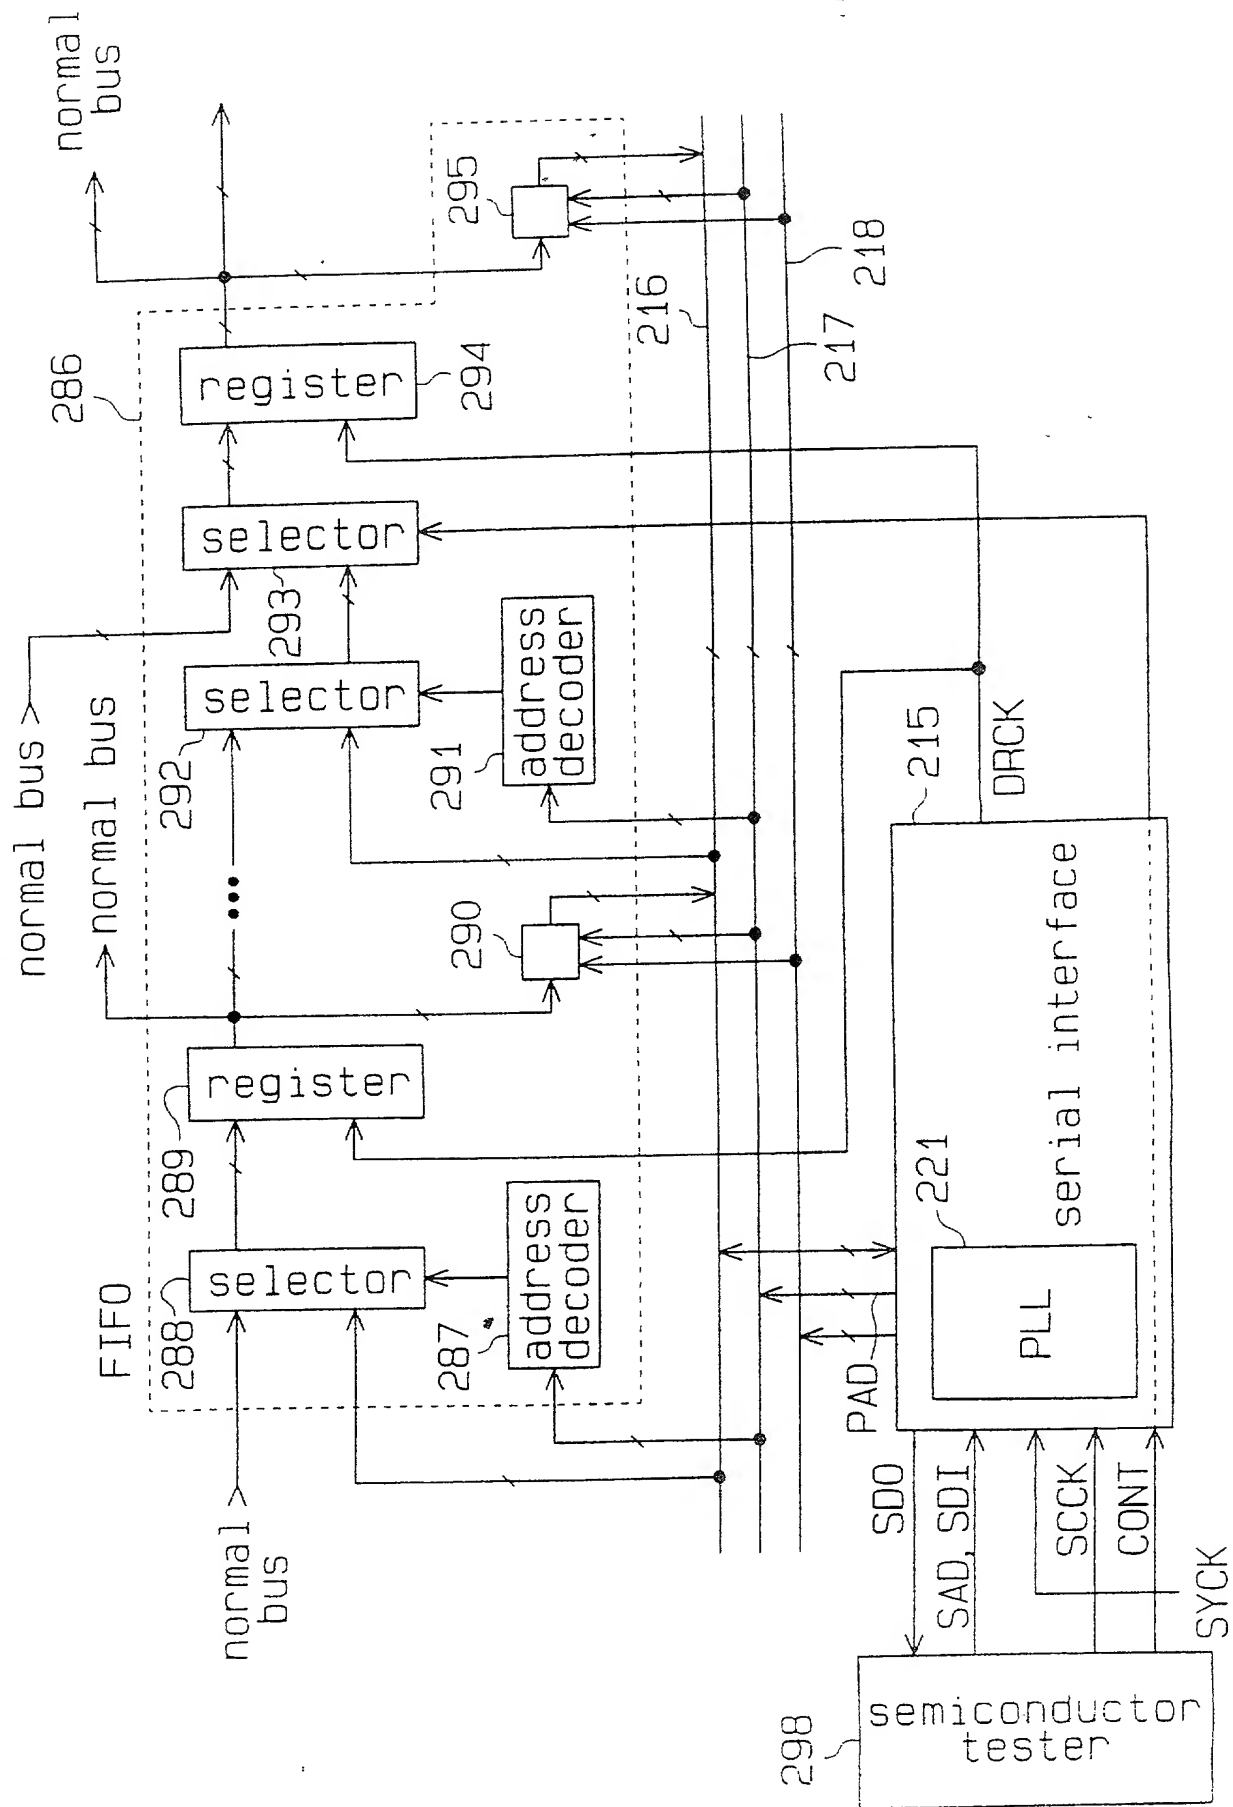 normal bus
normal bus
normal
bus
normal
bus
FIFO
286
288
selector
289
register
292
selector
293
selector
register
294
287
address
decoder
290
291
address
decoder
295
216
217
218
PAD
215
DRCK
221
PLL
serial interface
SDO
SAD, SDI
SCCK
CONT
SYCK
298
semiconductor
tester